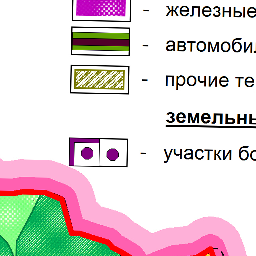 - железные
- автомоби
- прочие те
земельн
- участки бо